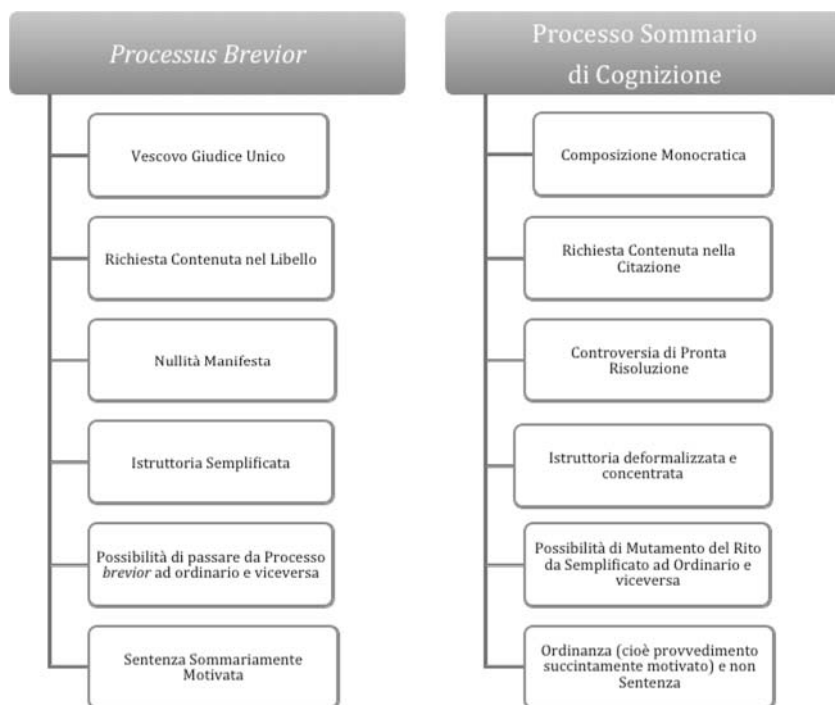 Processus Brevior
Vescovo Giudice Unico
Richiesta Contenuta nel Libello
Nullità Manifesta
Istruttoria Semplificata
Possibilità di passare da Processo
brevior ad ordinario e viceversa
Sentenza Sommariamente
Motivata
Processo Sommario
di Cognizione
Composizione Monocratica
Richiesta Contenuta nella
Citazione
Controversia di Pronta
Risoluzione
Istruttoria deformalizzata e
concentrata
Possibilità di Mutamento del Rito
da Semplificato ad Ordinario e
viceversa
Ordinanza (cioè provvedimento
succintamente motivato) e non
Sentenza